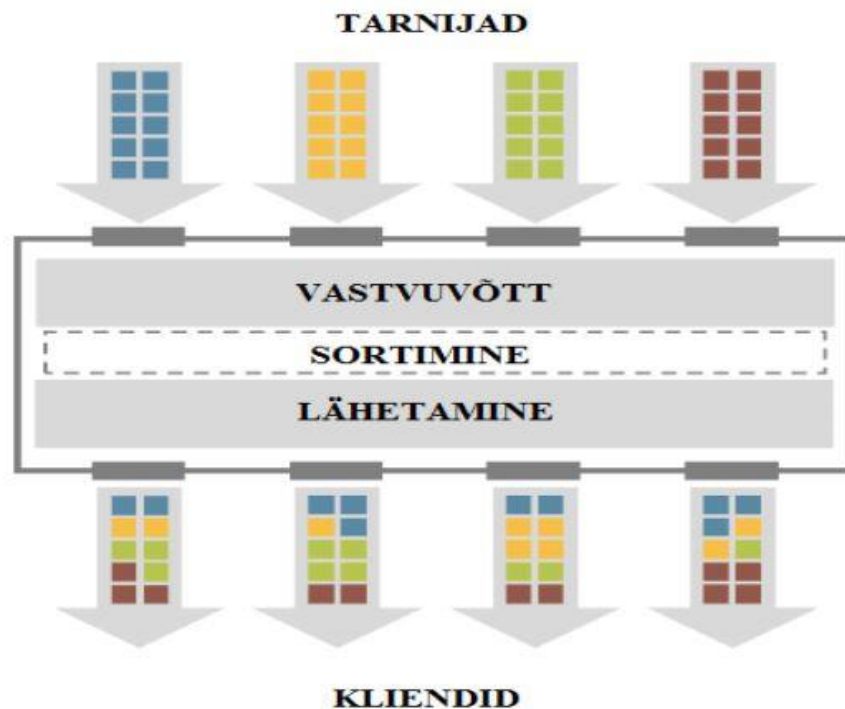 TARNIJAD
VASTVUVÕTT
SORTIMINE
LÄHETAMINE
KLIENDID